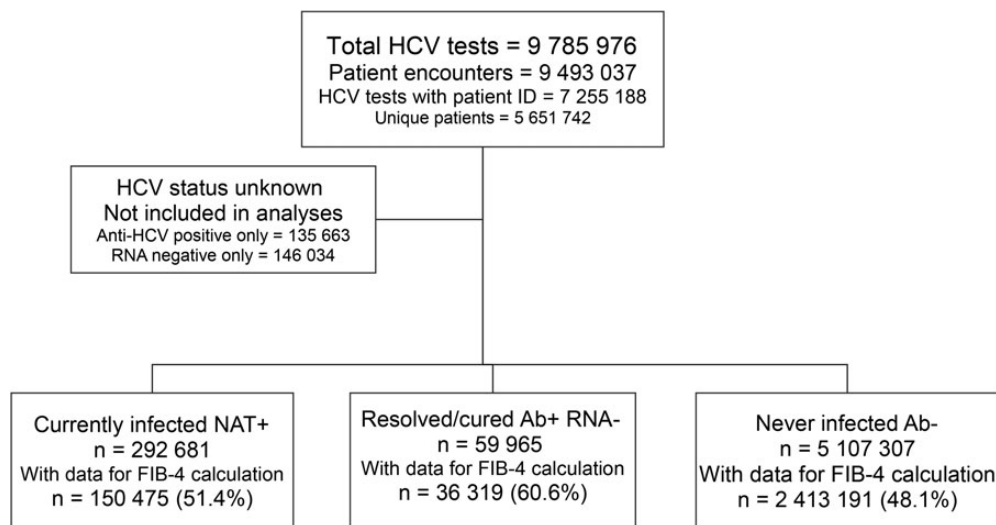 Total HCV tests = 9 785 976
Patient encounters = 9 493 037
HCV tests with patient ID = 7 255 188
Unique patients = 5 651 742
HCV status unknown
Not included in analyses
Anti-HCV positive only = 135 663
RNA negative only = 146 034
Currently infected NAT+
n = 292 681
With data for FIB-4 calculation
n = 150 475 (51.4%)
Resolved/cured Ab+ RNA-
n = 59 965
With data for FIB-4 calculation
n = 36 319 (60.6%)
Never infected Ab-
n = 5 107 307
With data for FIB-4 calculation
n = 2 413 191 (48.1%)